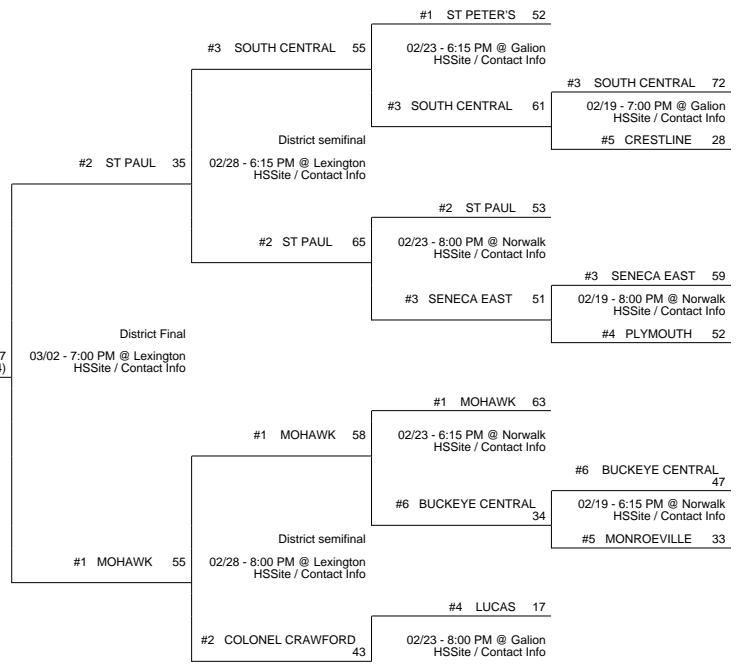 #1 ST PETER'S 52
#3 SOUTH CENTRAL 55
02/23 - 6:15 PM @ Galion
HSSite / Contact Info
#3 SOUTH CENTRAL 72
#3 SOUTH CENTRAL 61
02/19 - 7:00 PM @ Galion
HSSite / Contact Info
District semifinal
#5 CRESTLINE 28
#2 ST PAUL 35
02/28 - 6:15 PM @ Lexington
HSSite / Contact Info
#2 ST PAUL 53
#2 ST PAUL 65
02/23 - 8:00 PM @ Norwalk
HSSite / Contact Info
#3 SENECA EAST 59
#3 SENECA EAST 51
02/19 - 8:00 PM @ Norwalk
HSSite / Contact Info
District Final
#4 PLYMOUTH 52
7
03/02 - 7:00 PM @ Lexington
HSSite / Contact Info
#1 MOHAWK 63
#1 MOHAWK 58
02/23 - 6:15 PM @ Norwalk
HSSite / Contact Info
#6 BUCKEYE CENTRAL
47
#6 BUCKEYE CENTRAL
34
02/19 - 6:15 PM @ Norwalk
HSSite / Contact Info
District semifinal
#5 MONROEVILLE 33
#1 MOHAWK 55
02/28 - 8:00 PM @ Lexington
HSSite / Contact Info
#4 LUCAS 17
#2 COLONEL CRAWFORD
43
02/23 - 8:00 PM @ Galion
HSSite / Contact Info